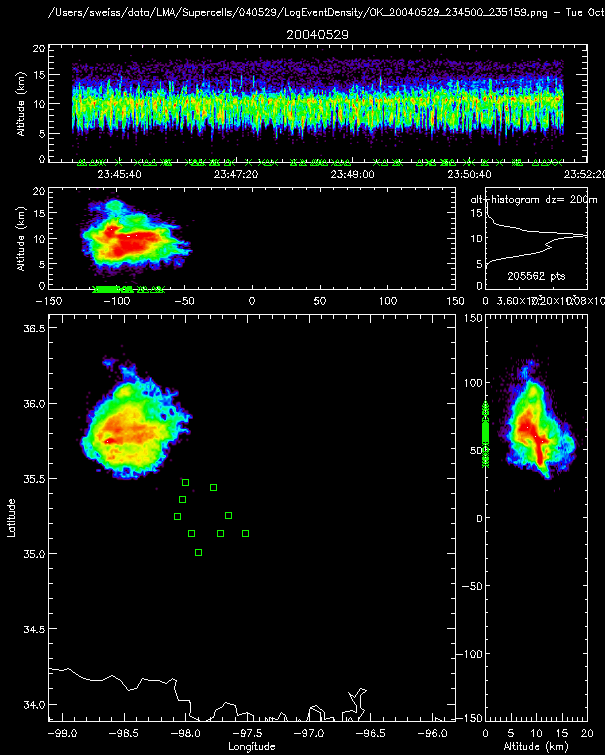 /Users/sweiss/data/LMA/Supercells/040529/LogEventDensity/OK_20040529_234500_235159.png - Tue Oct
20040529
Altitude (km)
20
15
10
5
0
23:45:40 23:47:20 23:49:00 23:50:40 23:52:20
Altitude (km)
20
15
10
5
0
-150 -100 -50 0 50 100 150
alt-histogram dz= 200m
20
15
10
5
0
205562 pts
0
Latitude
36.5
36.0
35.5
35.0
34.5
34.0
-99.0 -98.5 -98.0 -97.5 -97.0 -96.5 -96.0
Longitude
150
100
50
0
-50
-100
-150
0 5 10 15 20
Altitude (km)